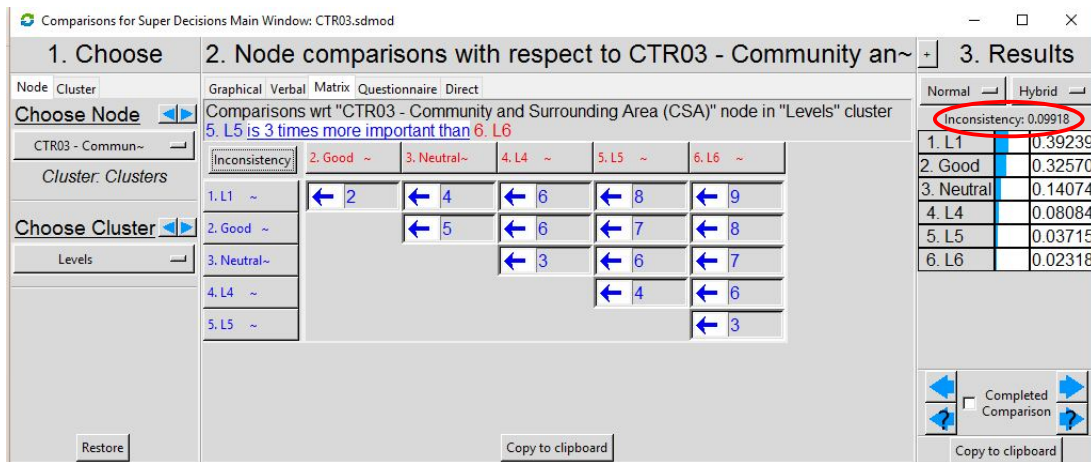 Comparisons for Super Decisions Main Window: CTR03.sdmod
1. Choose
Node Cluster
Choose Node
CTR03 - Commun~
Cluster: Clusters
Choose Cluster
Levels
Restore
2. Node comparisons with respect to CTR03 - Community an~
Graphical Verbal Matrix Questionnaire Direct
Comparisons wrt "CTR03 - Community and Surrounding Area (CSA)" node in "Levels" cluster
5. L5 is 3 times more important than 6. L6
Inconsistency 2. Good ~ 3. Neutral~ 4. L4 ~ 5. L5 ~ 6. L6 ~
1. L1 ~ 2 4 6 8 9
2. Good ~ 5 6 7 8
3. Neutral~ 3 6 7
4. L4 ~ 4 6
5. L5 ~ 3
Copy to clipboard
+ 3. Results
Normal Hybrid
Inconsistency: 0.09918
1. L1 0.39239
2. Good 0.32570
3. Neutral 0.14074
4. L4 0.08084
5. L5 0.03715
6. L6 0.02318
Completed
Comparison
? ?
Copy to clipboard